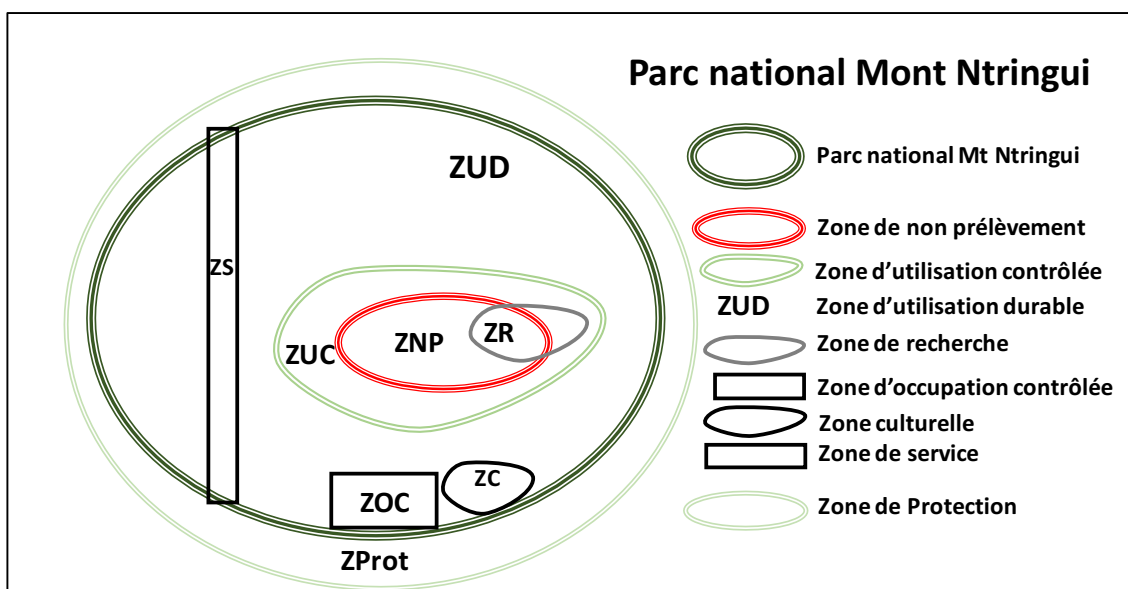 Parc national Mont Ntringui
ZUD
ZS
ZUC
ZNP
ZR
ZC
ZOC
ZProt
Parc national Mt Ntringui
Zone de non prélèvement
Zone d'utilisation contrôlée
ZUD Zone d'utilisation durable
Zone de recherche
Zone d'occupation contrôlée
Zone culturelle
Zone de service
Zone de Protection